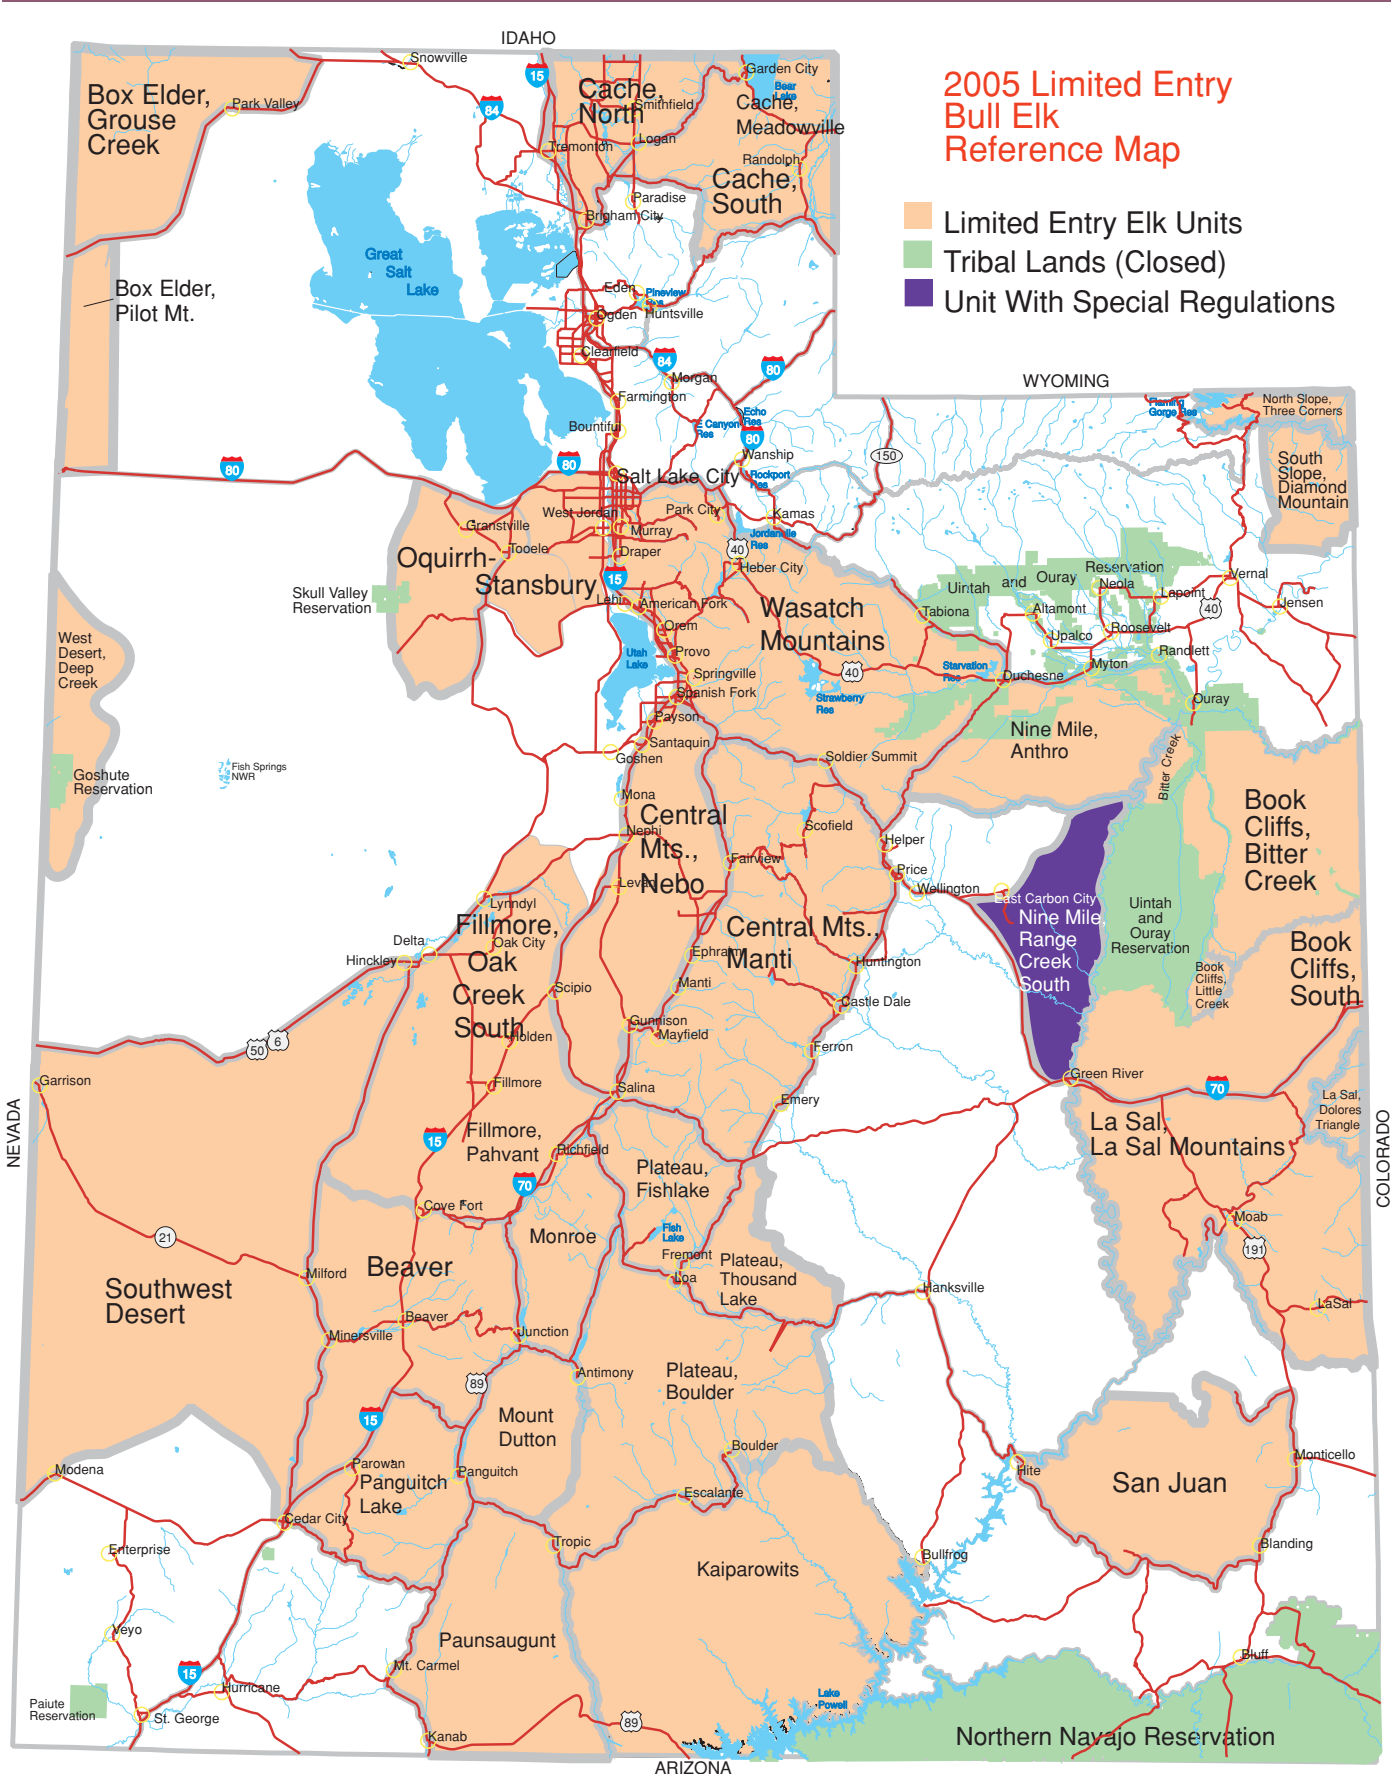 IDAHO
Snowville
15
Garden City
Bear
Lake
2005 Limited Entry
Bull Elk
Reference Map
Box Elder,
Grouse
Creek
Park Valley
84
Cache,
North
Smithfield
Cache,
Meadowville
Logan
Tremonton
Randolph
Cache,
South
Paradise
Brigham City
Limited Entry Elk Units
Tribal Lands (Closed)
Unit With Special Regulations
Great
Salt
Lake
Box Elder,
Pilot Mt.
Eden
Pineview
Res
Ogden
Huntsville
Clearfield
84
80
Morgan
WYOMING
Farmington
Flaming
Gorge Res
North Slope,
Three Corners
Echo
Res
E Canyon
Res
Bountiful
80
Wanship
150
80
80
Salt Lake City
Rockport
Res
South
Slope,
Diamond
Mountain
West Jordan
Park City
Kamas
Grantsville
Murray
Jordanelle
Res
Tooele
Draper
40
Oquirrh-
Stansbury
15
Heber City
Reservation
Uintah
and
Ouray
Neola
Vernal
Skull Valley
Reservation
Lehi
American Fork
Wasatch
Mountains
Tabiona
Altamont
Lapoint
40
Jensen
Orem
Upalco
Roosevelt
West
Desert,
Deep
Creek
Utah
Lake
Provo
Randlett
Springville
40
Starvation
Res
Duchesne
Myton
Spanish Fork
Strawberry
Res
Ouray
Payson
Nine Mile,
Anthro
Santaquin
Goshen
Soldier Summit
Bitter Creek
Goshute
Reservation
Fish Springs
NWR
Mona
Central
Mts.,
Nebo
Nephi
Scofield
Helper
Book
Cliffs,
Bitter
Creek
Fairview
Price
Levan
Wellington
East Carbon City
Lynndyl
Nine Mile,
Range
Creek
South
Uintah
and
Ouray
Reservation
Fillmore,
Oak
Creek
South
Oak City
Central Mts.,
Manti
Delta
Hinckley
Ephraim
Huntington
Book
Cliffs,
South
Book
Cliffs,
Little
Creek
Scipio
Manti
Castle Dale
Gunnison
Mayfield
Holden
50
6
Ferron
Garrison
Fillmore
Salina
Green River
70
Emery
La Sal,
Dolores
Triangle
La Sal,
La Sal Mountains
NEVADA
COLORADO
15
Fillmore,
Pahvant
Richfield
Plateau,
Fishlake
70
Cove Fort
Moab
21
Monroe
Fish
Lake
191
Beaver
Fremont
Plateau,
Thousand
Lake
Milford
Loa
Southwest
Desert
Hanksville
LaSal
Beaver
Minersville
Junction
Antimony
Plateau,
Boulder
89
15
Mount
Dutton
Boulder
Monticello
Modena
Parowan
Panguitch
Hite
San Juan
Panguitch
Lake
Escalante
Cedar City
Tropic
Blanding
Enterprise
Bullfrog
Kaiparowits
Veyo
Paunsaugunt
Bluff
15
Mt. Carmel
Hurricane
Lake
Powell
Paiute
Reservation
St. George
89
Northern Navajo Reservation
Kanab
ARIZONA